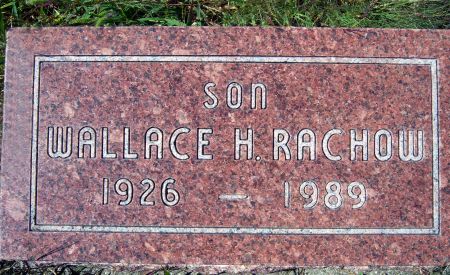 SON
WALLACE H. RACHOW
1926 – 1989